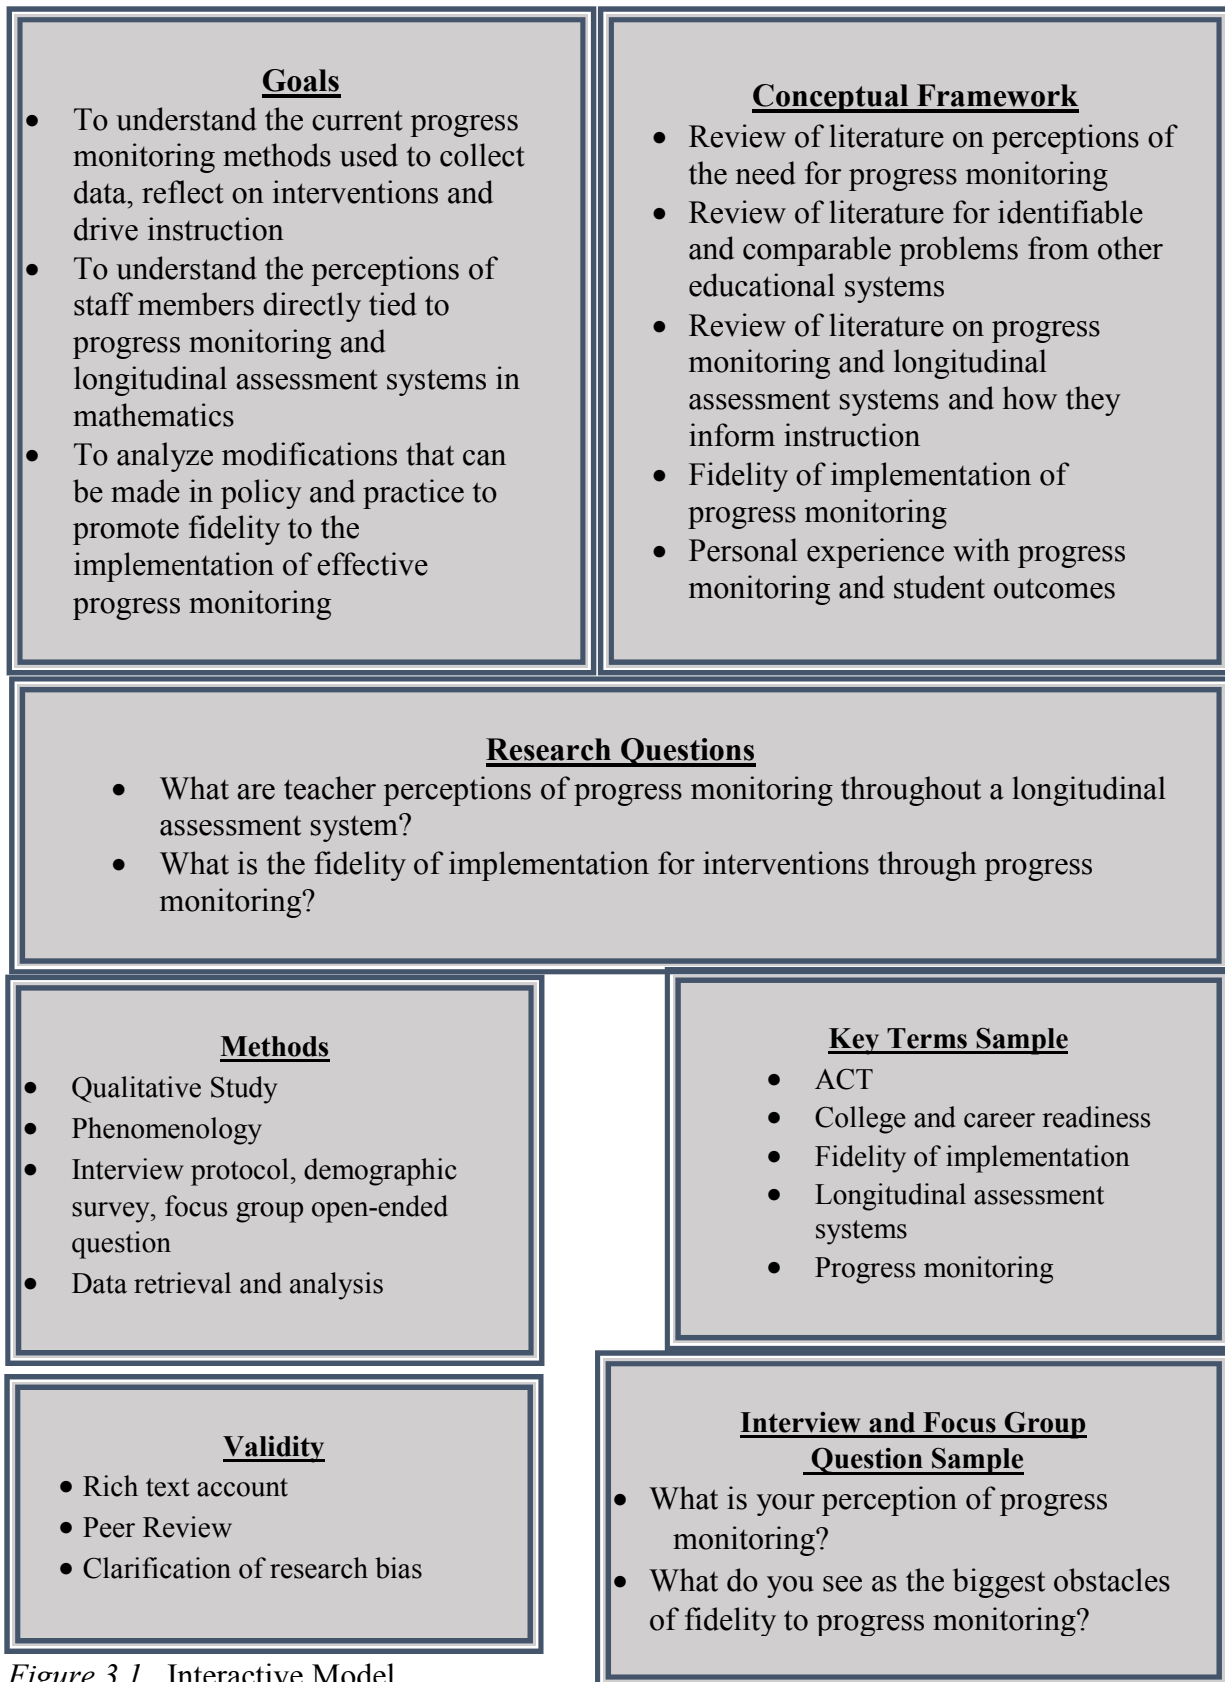 Goals
• To understand the current progress
monitoring methods used to collect
data, reflect on interventions and
drive instruction
• To understand the perceptions of
staff members directly tied to
progress monitoring and
longitudinal assessment systems in
mathematics
• To analyze modifications that can
be made in policy and practice to
promote fidelity to the
implementation of effective
progress monitoring
Conceptual Framework
• Review of literature on perceptions of
the need for progress monitoring
• Review of literature for identifiable
and comparable problems from other
educational systems
• Review of literature on progress
monitoring and longitudinal
assessment systems and how they
inform instruction
• Fidelity of implementation of
progress monitoring
• Personal experience with progress
monitoring and student outcomes
Research Questions
• What are teacher perceptions of progress monitoring throughout a longitudinal
assessment system?
• What is the fidelity of implementation for interventions through progress
monitoring?
Methods
• Qualitative Study
• Phenomenology
• Interview protocol, demographic
survey, focus group open-ended
question
• Data retrieval and analysis
Key Terms Sample
• ACT
• College and career readiness
• Fidelity of implementation
• Longitudinal assessment
systems
• Progress monitoring
Validity
• Rich text account
• Peer Review
• Clarification of research bias
Interview and Focus Group
Question Sample
• What is your perception of progress
monitoring?
• What do you see as the biggest obstacles
of fidelity to progress monitoring?
Figure 3.1 Interactive Model